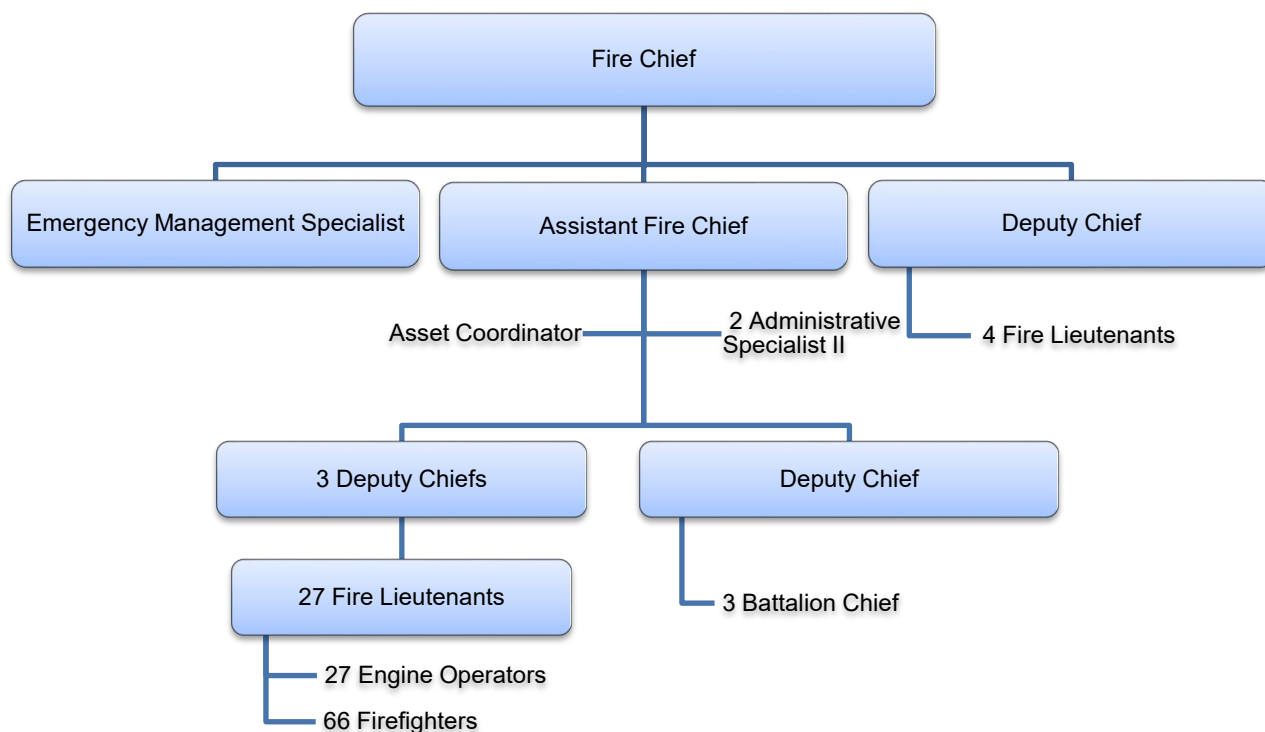 Fire Chief
Emergency Management Specialist
Assistant Fire Chief
Deputy Chief
Asset Coordinator
2 Administrative
Specialist II
4 Fire Lieutenants
3 Deputy Chiefs
Deputy Chief
27 Fire Lieutenants
3 Battalion Chief
27 Engine Operators
66 Firefighters